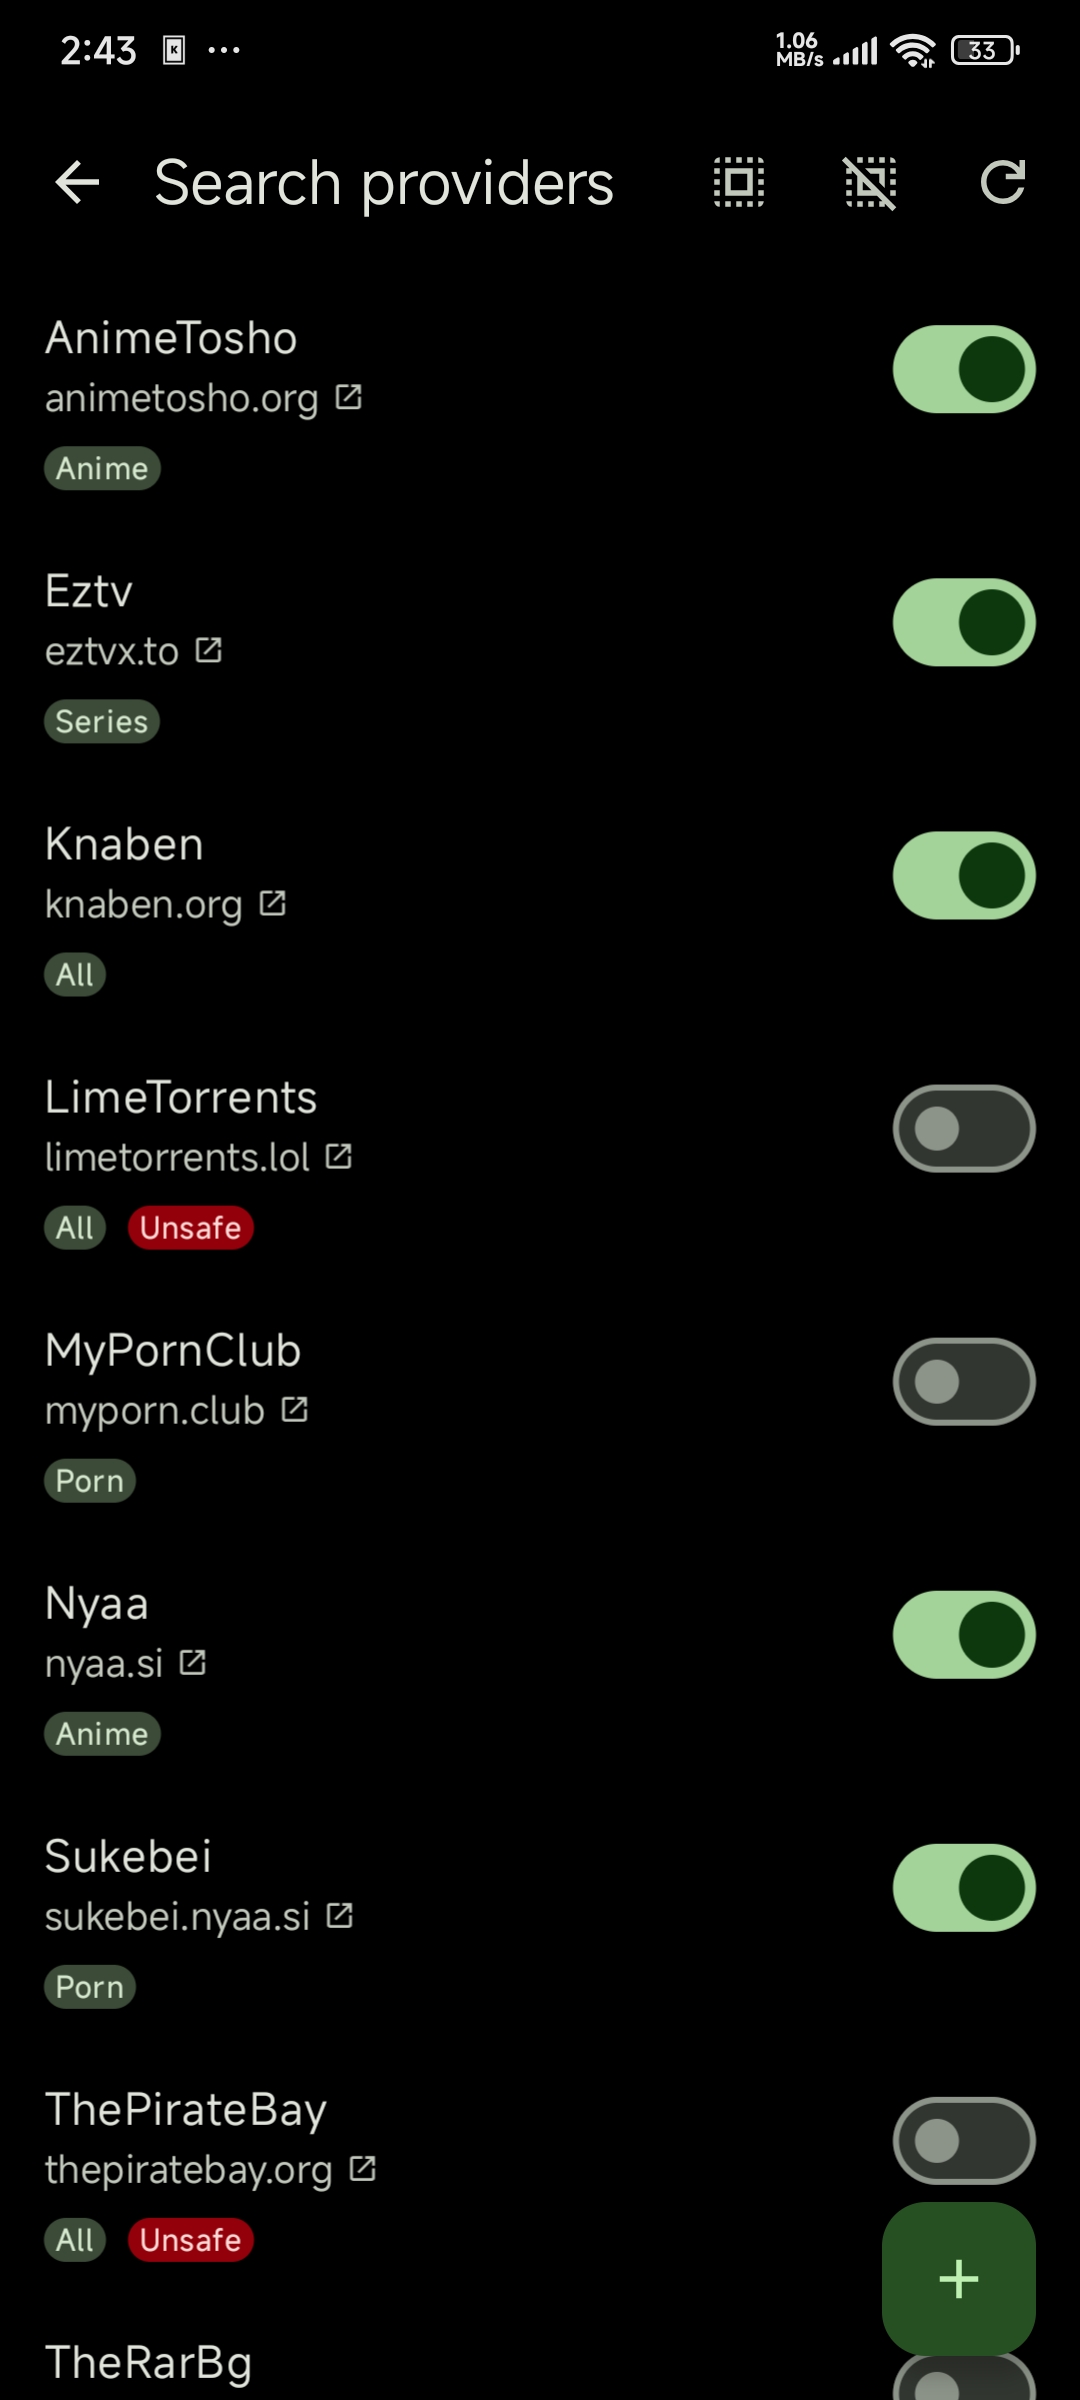 2:43 K ... 1.06 MB/s 33
Search providers
AnimeTosho
animetosho.org
Anime
Eztv
eztvx.to
Series
Knaben
knaben.org
All
LimeTorrents
limetorrents.lol
All Unsafe
MyPornClub
myporn.club
Porn
Nyaa
nyaa.si
Anime
Sukebei
sukebei.nyaa.si
Porn
ThePirateBay
thepiratebay.org
All Unsafe
TheRarBg